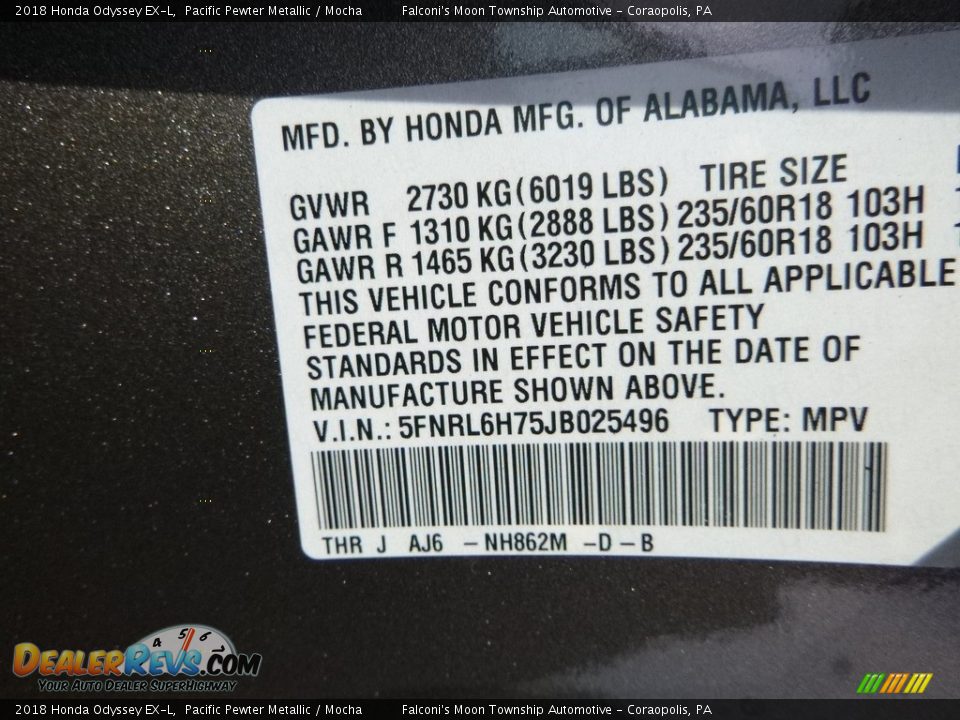 2018 Honda Odyssey EX-L, Pacific Pewter Metallic / Mocha Falconi's Moon Township Automotive - Coraopolis, PA
MFD. BY HONDA MFG. OF ALABAMA, LLC
GVWR 2730 KG(6019 LBS) TIRE SIZE
GAWR F 1310 KG(2888 LBS) 235/60R18 103H
GAWR R 1465 KG(3230 LBS) 235/60R18 103H
THIS VEHICLE CONFORMS TO ALL APPLICABLE
FEDERAL MOTOR VEHICLE SAFETY
STANDARDS IN EFFECT ON THE DATE OF
MANUFACTURE SHOWN ABOVE.
V.I.N.: 5FNRL6H75JB025496 TYPE: MPV
THR J AJ6 -NH862M -D-B
4 5 6
DEALERREVS.COM
YOUR AUTO DEALER SUPERHIGHWAY
2018 Honda Odyssey EX-L, Pacific Pewter Metallic / Mocha Falconi's Moon Township Automotive - Coraopolis, PA